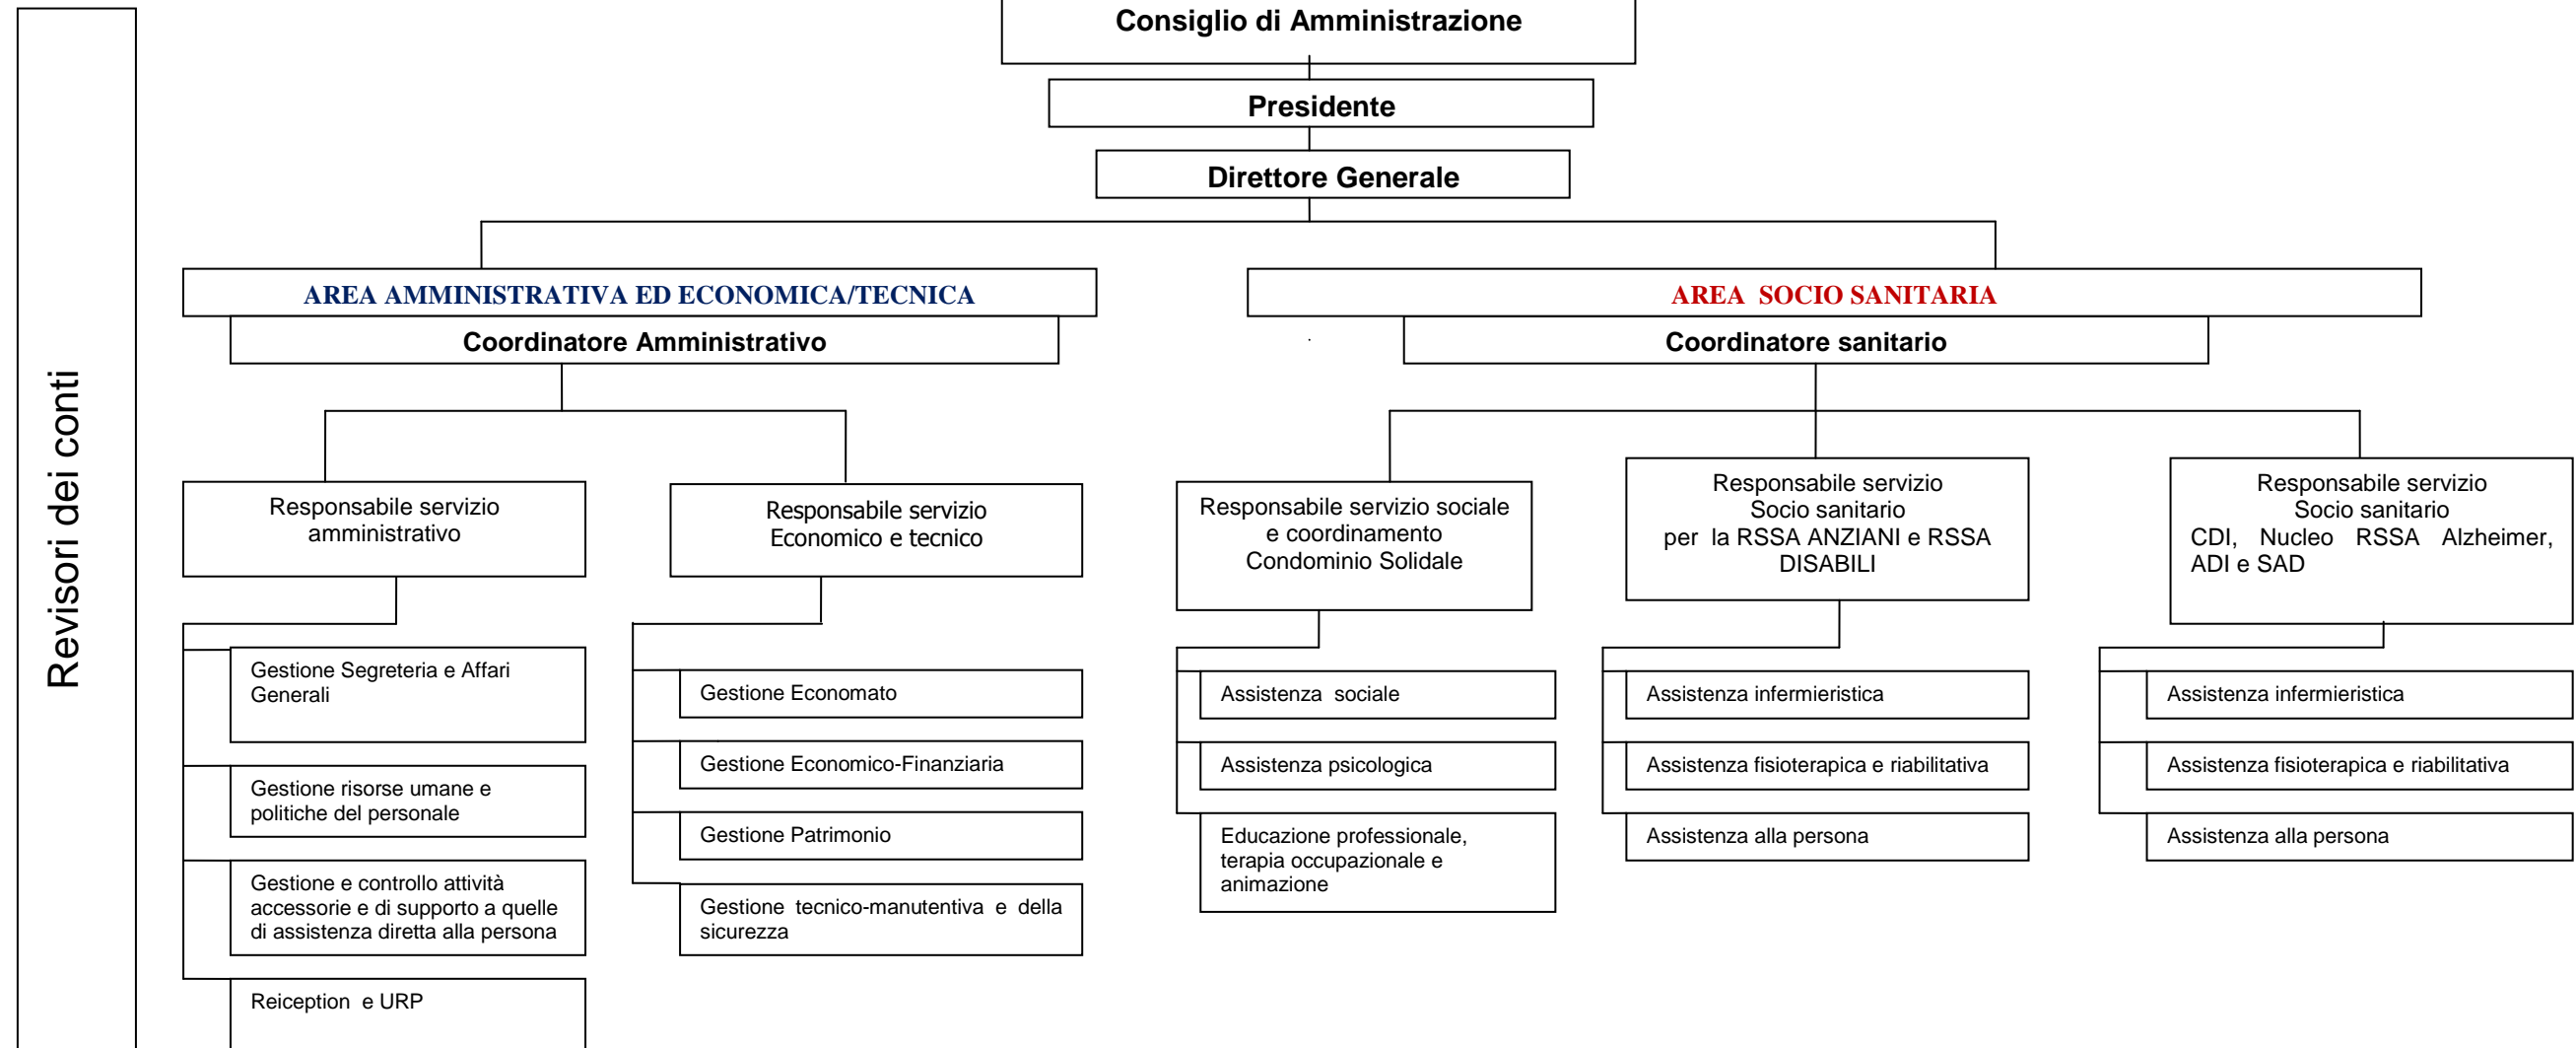 Revisori dei conti
Consiglio di Amministrazione
Presidente
Direttore Generale
AREA AMMINISTRATIVA ED ECONOMICA/TECNICA
Coordinatore Amministrativo
Responsabile servizio
amministrativo
Gestione Segreteria e Affari
Generali
Gestione risorse umane e
politiche del personale
Gestione e controllo attività
accessorie e di supporto a quelle
di assistenza diretta alla persona
Reiception e URP
Responsabile servizio
Economico e tecnico
Gestione Economato
Gestione Economico-Finanziaria
Gestione Patrimonio
Gestione tecnico-manutentiva e della
sicurezza
AREA SOCIO SANITARIA
Coordinatore sanitario
Responsabile servizio sociale
e coordinamento
Condominio Solidale
Assistenza sociale
Assistenza psicologica
Educazione professionale,
terapia occupazionale e
animazione
Responsabile servizio
Socio sanitario
per la RSSA ANZIANI e RSSA
DISABILI
Assistenza infermieristica
Assistenza fisioterapica e riabilitativa
Assistenza alla persona
Responsabile servizio
Socio sanitario
CDI, Nucleo RSSA Alzheimer,
ADI e SAD
Assistenza infermieristica
Assistenza fisioterapica e riabilitativa
Assistenza alla persona